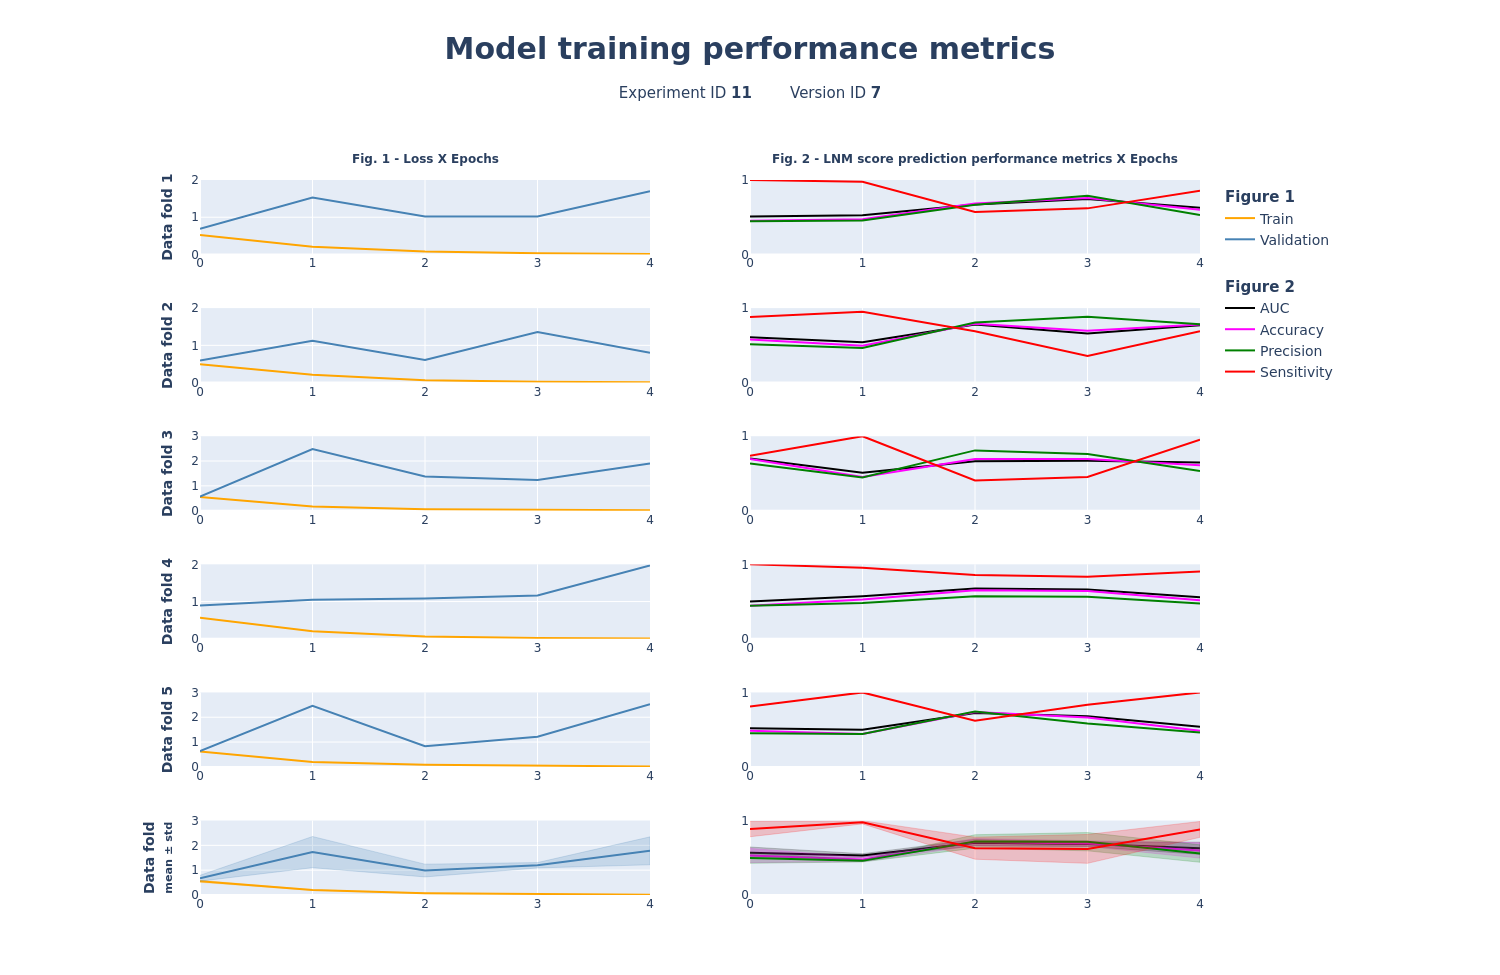 Model training performance metrics
Experiment ID 11 Version ID 7
Fig. 1 - Loss X Epochs
Fig. 2 - LNM score prediction performance metrics X Epochs
Data fold 1
2
1
0
0 1 2 3 4
1
0
0 1 2 3 4
Figure 1
Train
Validation
Figure 2
AUC
Accuracy
Precision
Sensitivity
Data fold 2
2
1
0
0 1 2 3 4
1
0
0 1 2 3 4
Data fold 3
3
2
1
0
0 1 2 3 4
1
0
0 1 2 3 4
Data fold 4
2
1
0
0 1 2 3 4
1
0
0 1 2 3 4
Data fold 5
3
2
1
0
0 1 2 3 4
1
0
0 1 2 3 4
Data fold
mean ± std
3
2
1
0
0 1 2 3 4
1
0
0 1 2 3 4